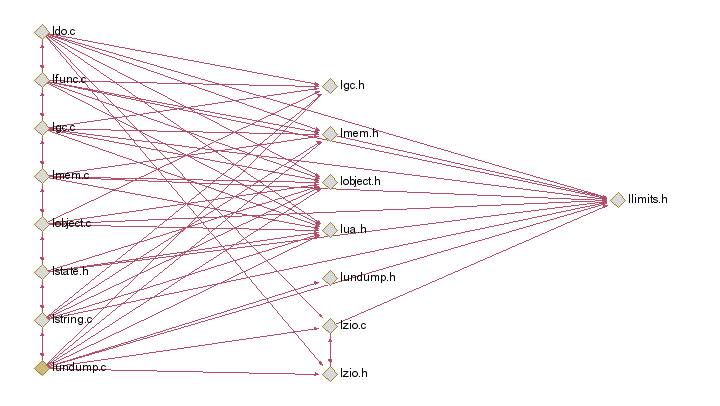 ldo.c
lfunc.c
lgc.c
lmem.c
lobject.c
lstate.h
lstring.c
lundump.c
lgc.h
lmem.h
lobject.h
lua.h
lundump.h
lzio.c
lzio.h
llimits.h